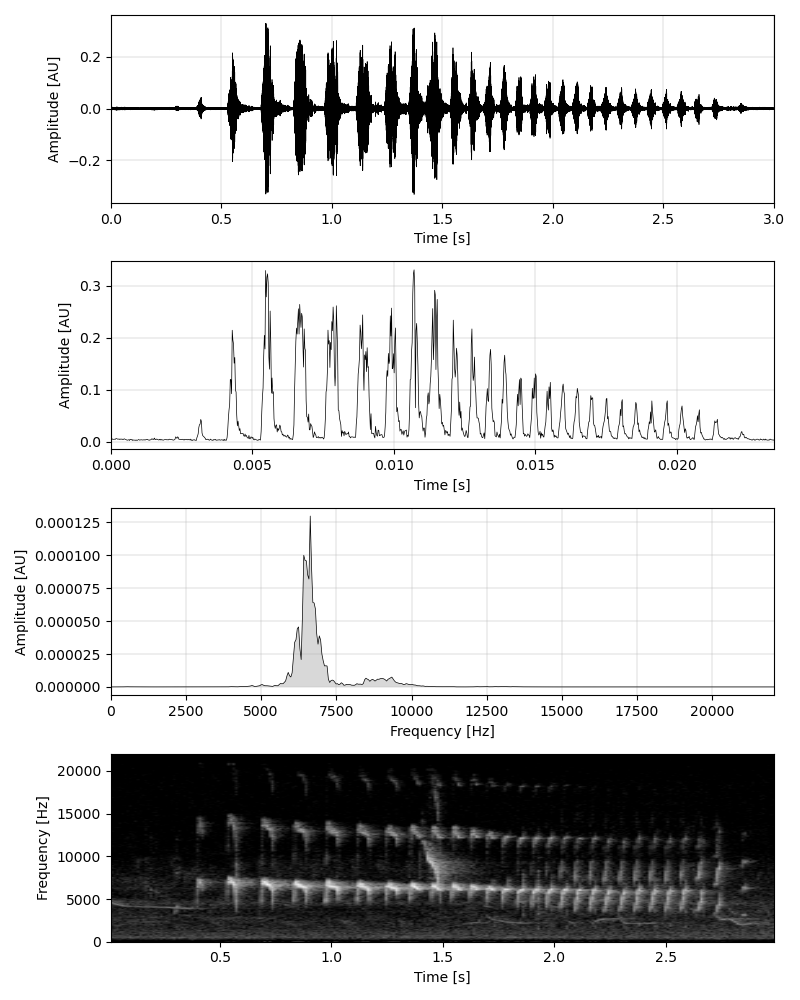 Amplitude [AU]
0.2
0.0
−0.2
0.0 0.5 1.0 1.5 2.0 2.5 3.0
Time [s]
Amplitude [AU]
0.3
0.2
0.1
0.0
0.000 0.005 0.010 0.015 0.020
Time [s]
Amplitude [AU]
0.000125
0.000100
0.000075
0.000050
0.000025
0.000000
0 2500 5000 7500 10000 12500 15000 17500 20000
Frequency [Hz]
Frequency [Hz]
20000
15000
10000
5000
0
0.5 1.0 1.5 2.0 2.5
Time [s]